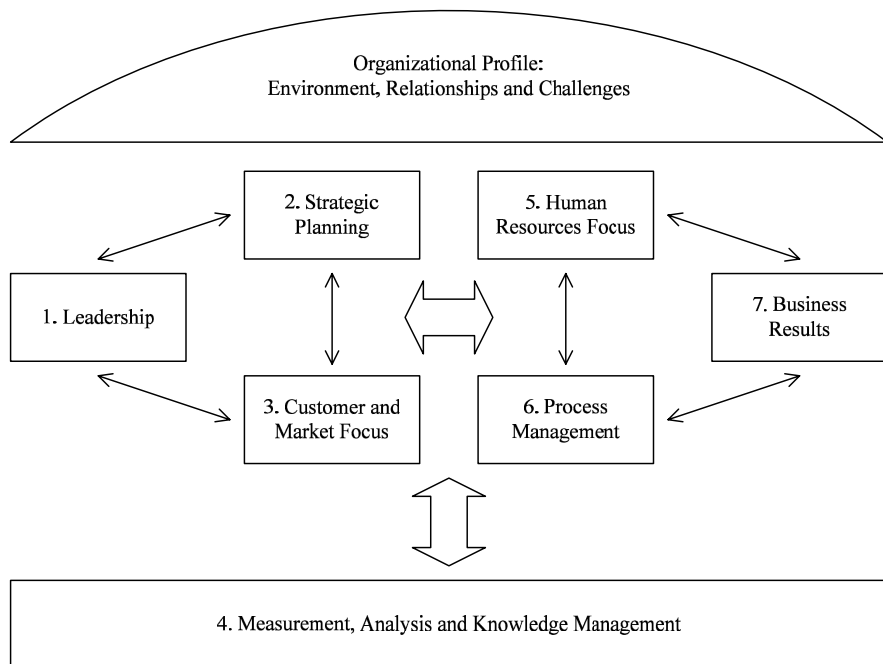 Organizational Profile:
Environment, Relationships and Challenges
2. Strategic
Planning
5. Human
Resources Focus
1. Leadership
7. Business
Results
3. Customer and
Market Focus
6. Process
Management
4. Measurement, Analysis and Knowledge Management